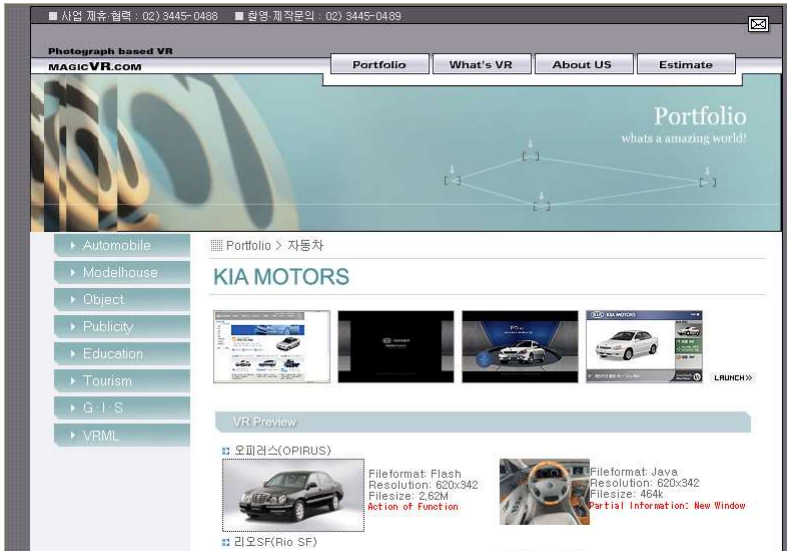 ■ 사업 제휴·협력 : 02) 3445-0488 ■ 촬영·제작문의 : 02) 3445-0489
Photograph based VR
MAGICVR.COM
Portfolio What's VR About US Estimate
Portfolio
whats a amazing world!
Automobile
Modelhouse
Object
Publicity
Education
Tourism
G·I·S
VRML
Portfolio > 자동차
KIA MOTORS
KIA MOTORS
LAUNCH»
VR Preview
오피러스(OPIRUS)
Fileformat: Flash
Resolution: 620x342
Filesize: 2,62M
Action of Function
Fileformat: Java
Resolution: 620x342
Filesize: 464k
Partial Information: New Window
리오SF(Rio SF)